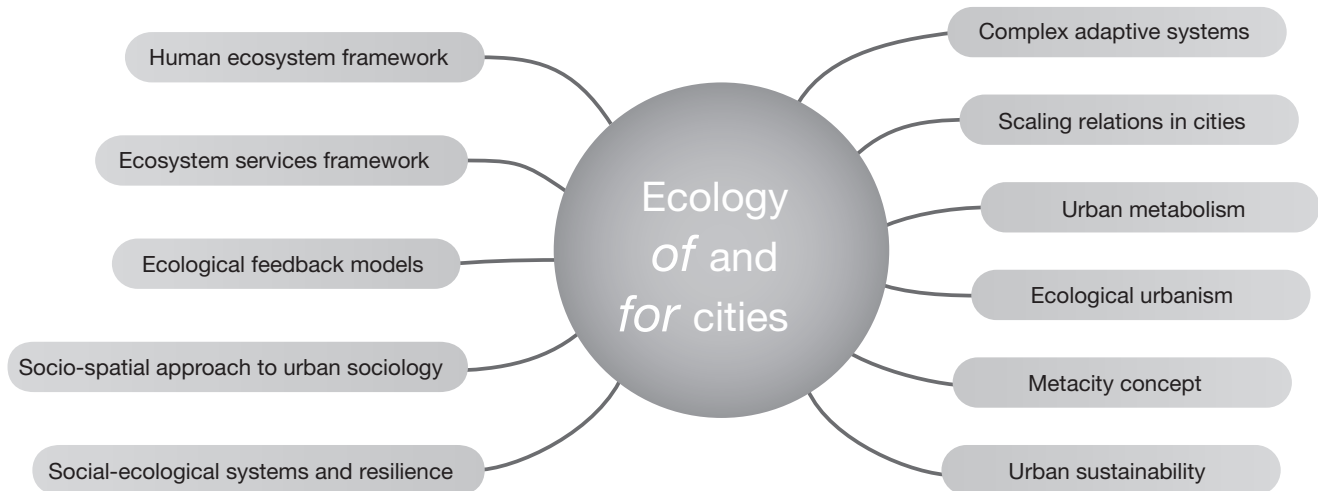 Human ecosystem framework
Ecosystem services framework
Ecological feedback models
Socio-spatial approach to urban sociology
Social-ecological systems and resilience
Ecology
of and
for cities
Complex adaptive systems
Scaling relations in cities
Urban metabolism
Ecological urbanism
Metacity concept
Urban sustainability